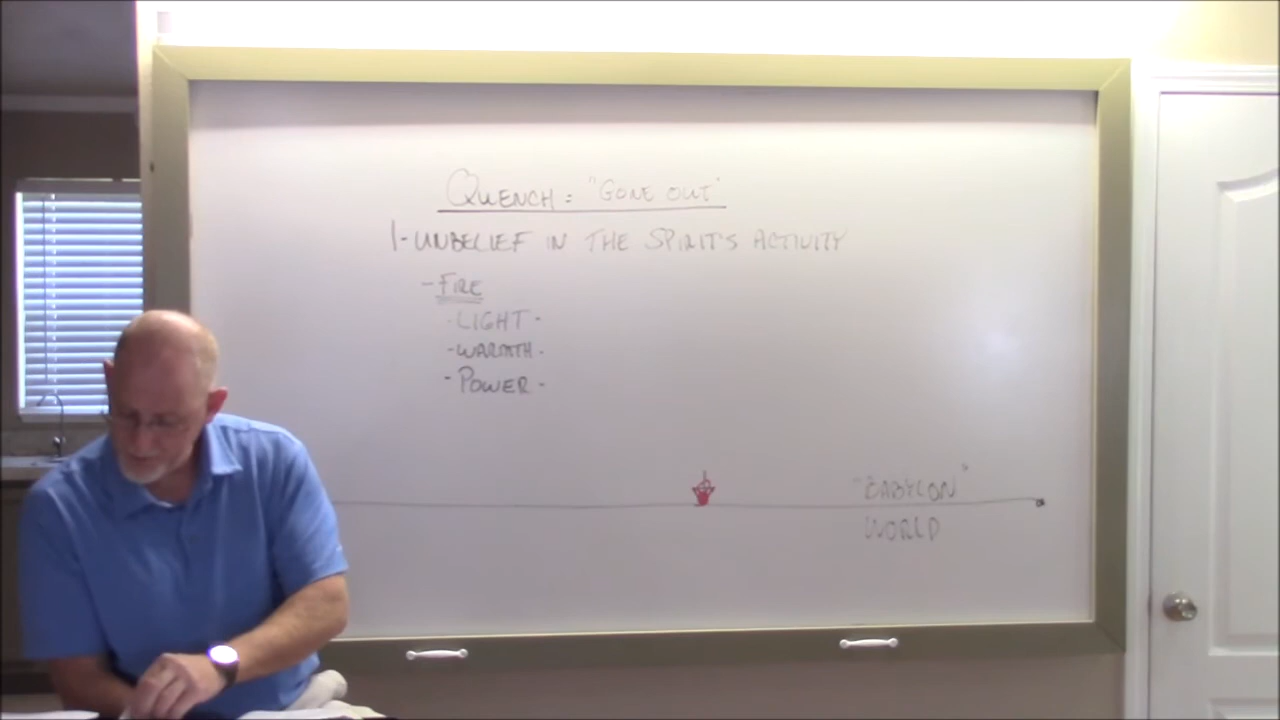 QUENCH: "GONE OUT"
1-UNBELIEF IN THE SPIRIT'S ACTIVITY
-FIRE
-LIGHT-
-WARMTH-
-POWER-
"BABYLON"
WORLD